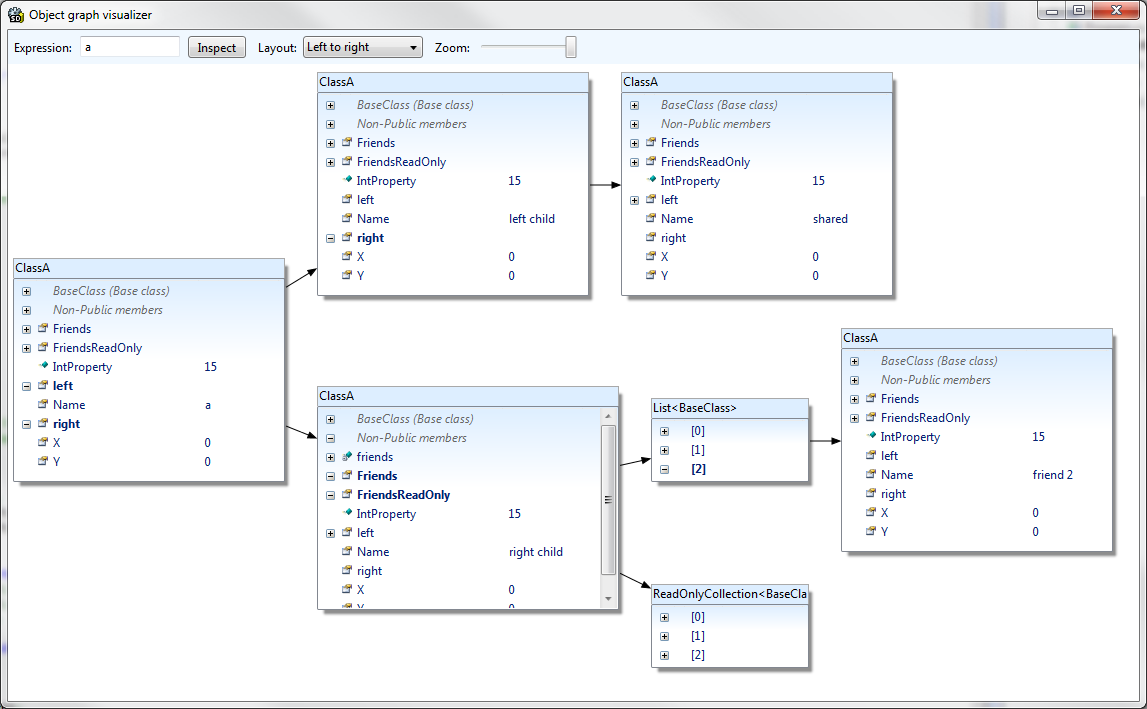 Object graph visualizer
Expression: a Inspect Layout: Left to right Zoom:
ClassA
BaseClass (Base class)
Non-Public members
Friends
FriendsReadOnly
IntProperty 15
left
Name left child
right
X 0
Y 0
ClassA
BaseClass (Base class)
Non-Public members
Friends
FriendsReadOnly
IntProperty 15
left
Name shared
right
X 0
Y 0
ClassA
BaseClass (Base class)
Non-Public members
Friends
FriendsReadOnly
IntProperty 15
left
Name a
right
X 0
Y 0
ClassA
BaseClass (Base class)
Non-Public members
friends
Friends
FriendsReadOnly
IntProperty 15
left
Name right child
right
X 0
Y 0
List<BaseClass>
[0]
[1]
[2]
ClassA
BaseClass (Base class)
Non-Public members
Friends
FriendsReadOnly
IntProperty 15
left
Name friend 2
right
X 0
Y 0
ReadOnlyCollection<BaseCla
[0]
[1]
[2]